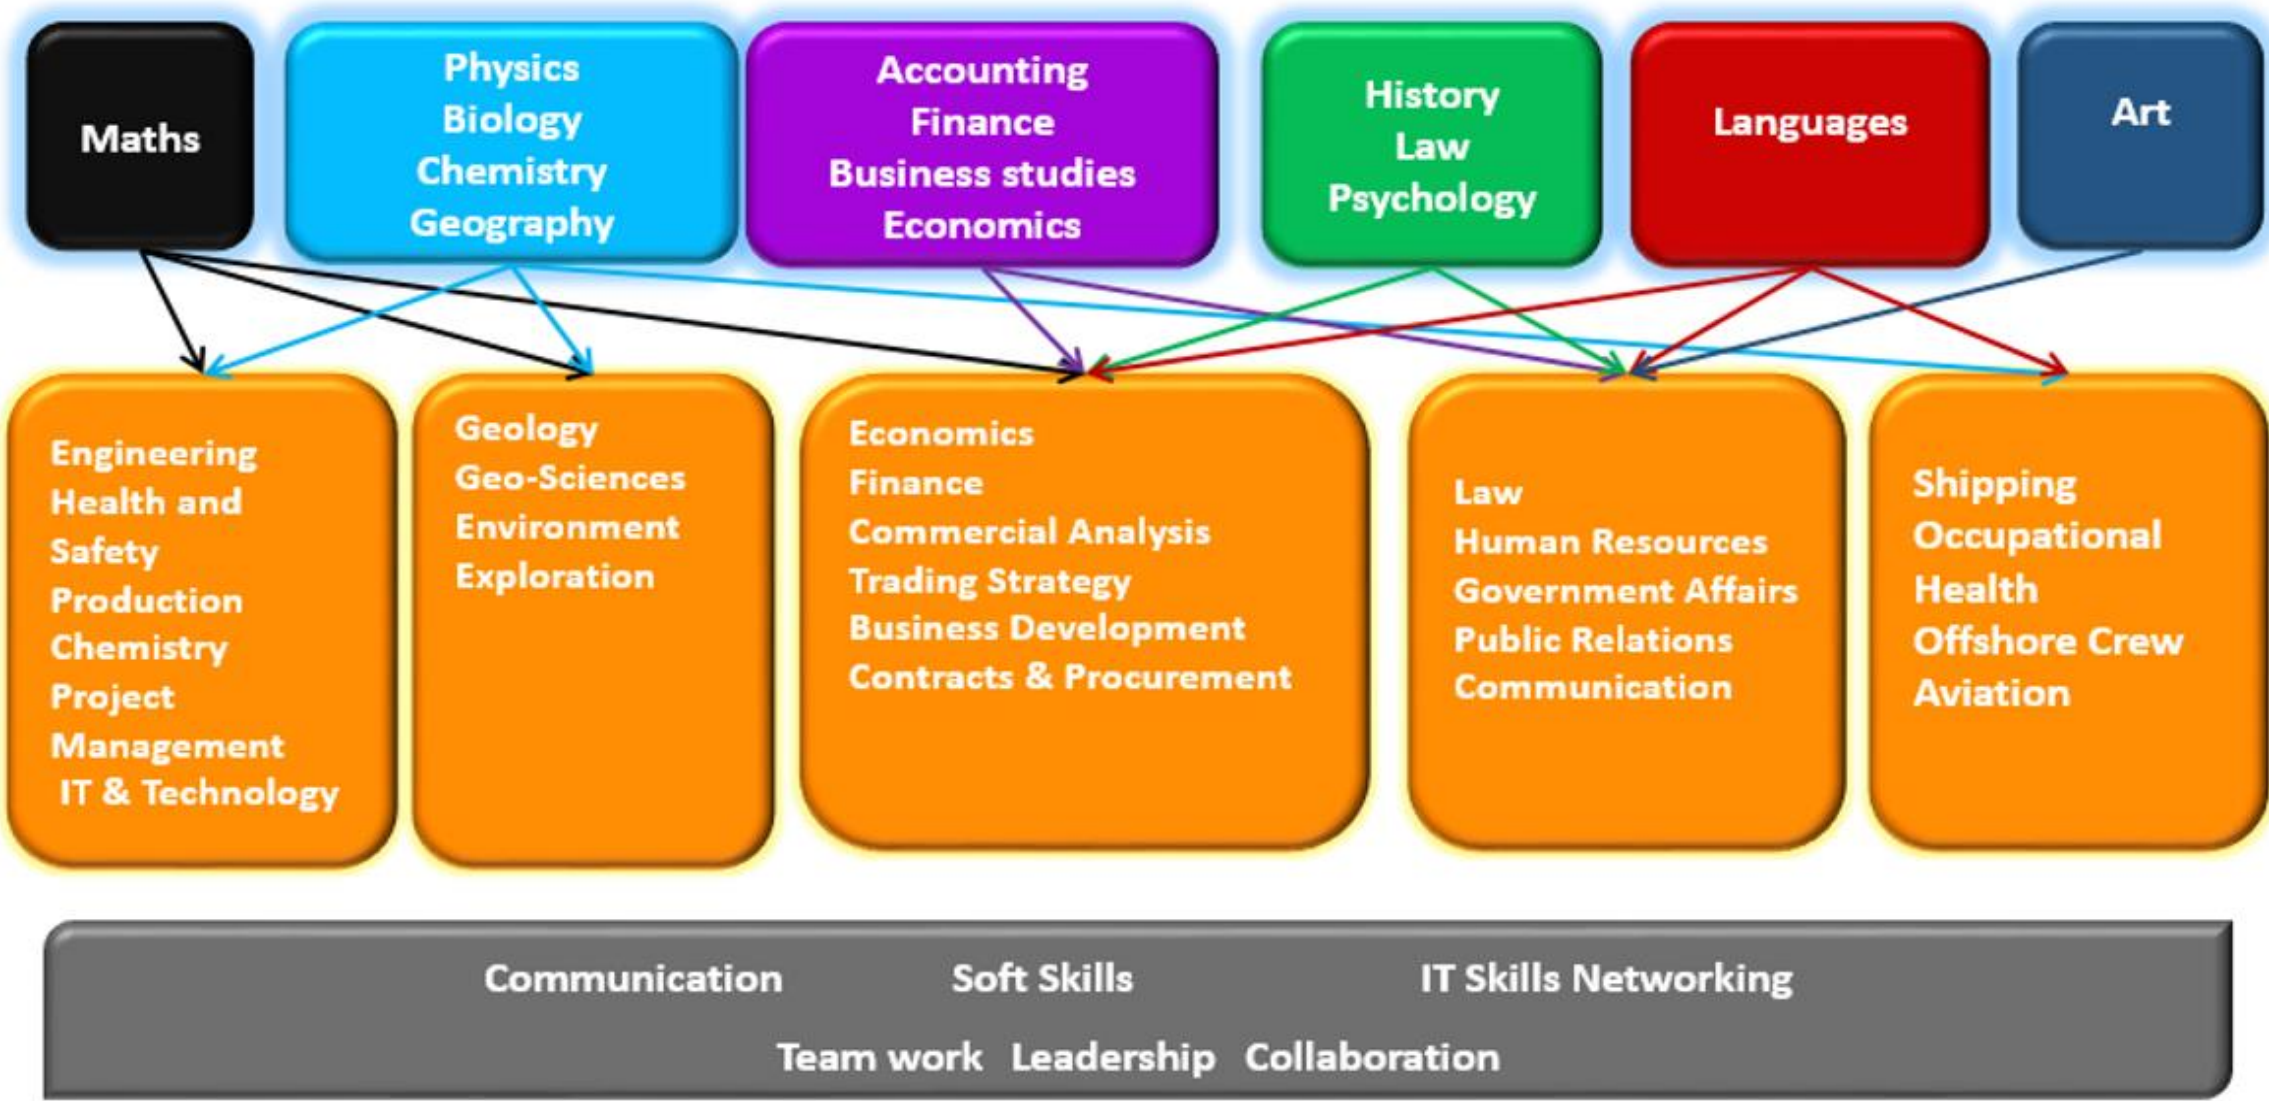 Maths
Physics
Biology
Chemistry
Geography
Accounting
Finance
Business studies
Economics
History
Law
Psychology
Languages
Art
Engineering
Health and
Safety
Production
Chemistry
Project
Management
IT & Technology
Geology
Geo-Sciences
Environment
Exploration
Economics
Finance
Commercial Analysis
Trading Strategy
Business Development
Contracts & Procurement
Law
Human Resources
Government Affairs
Public Relations
Communication
Shipping
Occupational
Health
Offshore Crew
Aviation
Communication Soft Skills IT Skills Networking
Team work Leadership Collaboration